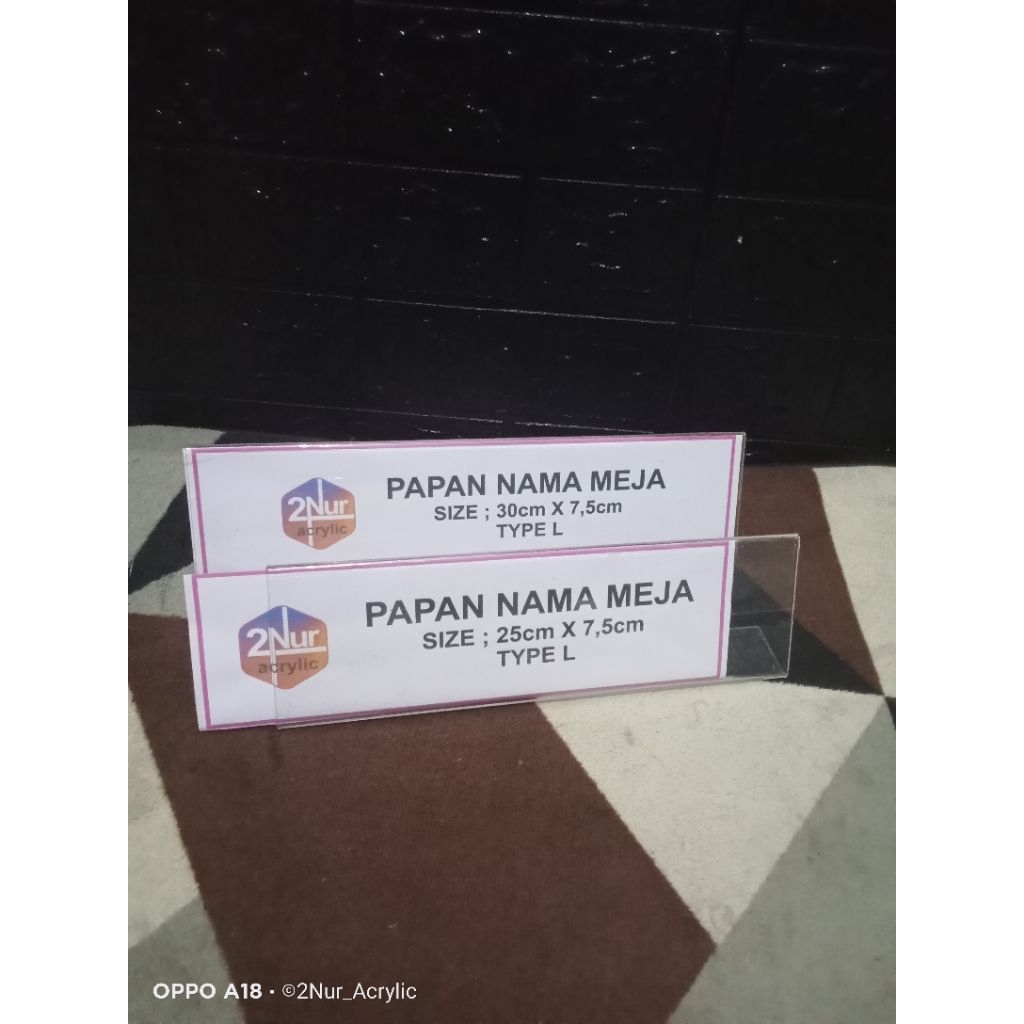 PAPAN NAMA MEJA
SIZE ; 30cm X 7,5cm
TYPE L
2Nur
acrylic
PAPAN NAMA MEJA
SIZE ; 25cm X 7,5cm
TYPE L
2Nur
acrylic
OPPO A18 · ©2Nur_Acrylic